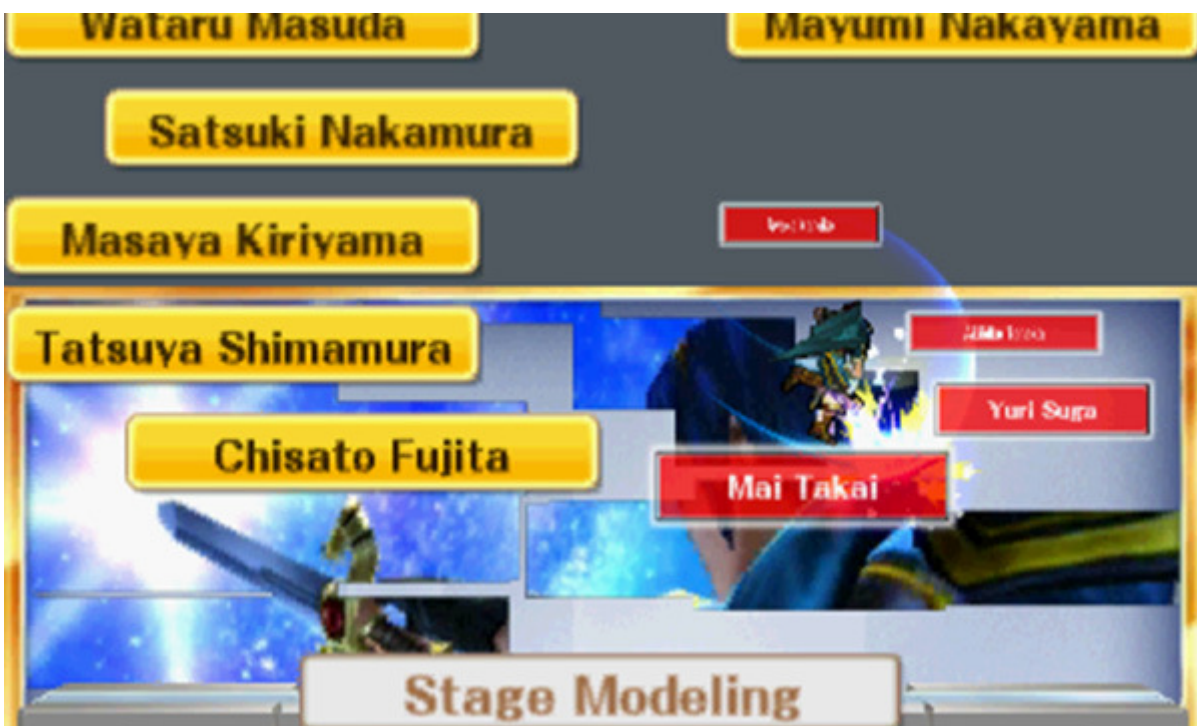 Wataru Masuda
Mayumi Nakayama
Satsuki Nakamura
Masaya Kiriyama
Tatsuya Shimamura
Yuri Suga
Chisato Fujita
Mai Takai
Stage Modeling